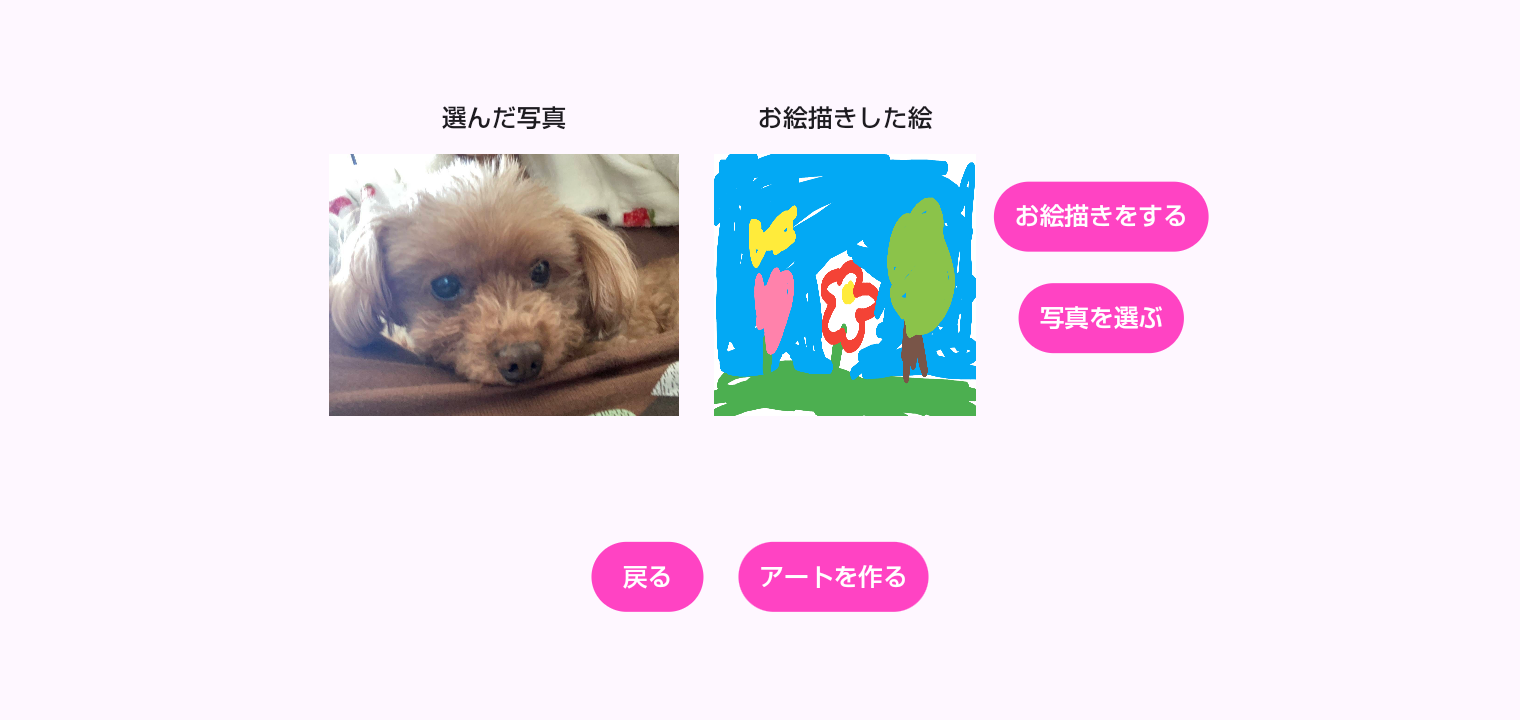 選んだ写真
お絵描きした絵
お絵描きをする
写真を選ぶ
戻る
アートを作る